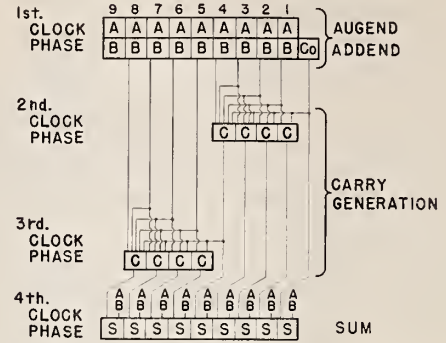 1st. CLOCK PHASE
9 8 7 6 5 4 3 2 1
A A A A A A A A A
B B B B B B B B B Co
AUGEND
ADDEND
2nd. CLOCK PHASE
C C C C
CARRY GENERATION
3rd. CLOCK PHASE
C C C C
4th. CLOCK PHASE
A A A A A A A A A
B B B B B B B B B
S S S S S S S S S
SUM